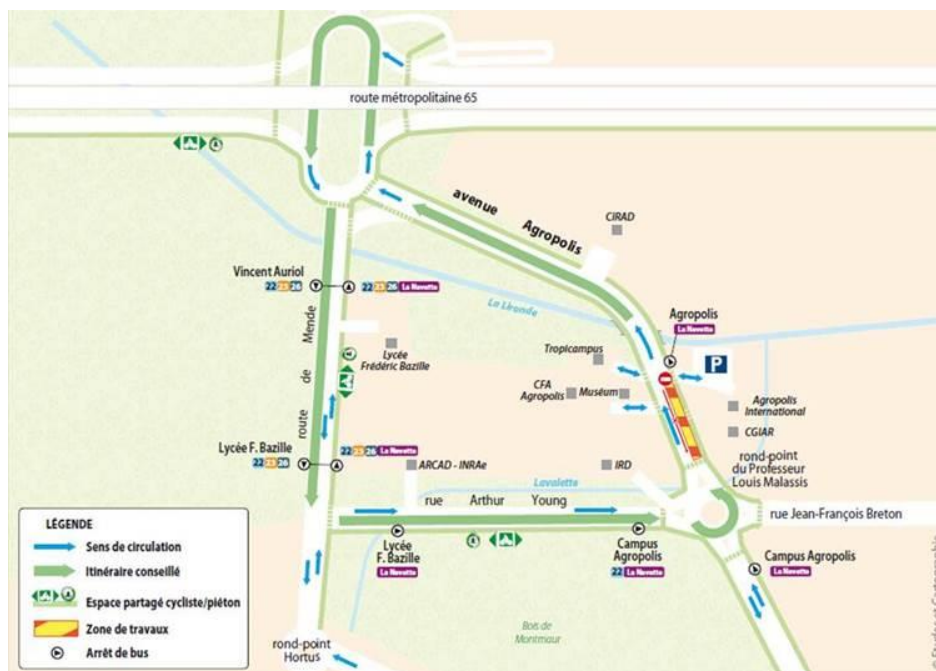 route métropolitaine 65
avenue Agropolis
CIRAD
Vincent Auriol
22 23 26
22 23 26 La Navette
La Lironde
Agropolis
La Navette
P
route de Mende
Lycée
Frédéric Bazille
Tropicampus
CFA
Agropolis
Muséum
Agropolis
International
CGIAR
Lycée F. Bazille
22 23 26
22 23 26 La Navette
ARCAD - INRAe
IRD
rond-point
du Professeur
Louis Malassis
Lavalette
rue Arthur Young
rue Jean-François Breton
Lycée
F. Bazille
La Navette
Campus
Agropolis
22 La Navette
Campus Agropolis
La Navette
Bois de
Montmaur
rond-point
Hortus
LÉGENDE
Sens de circulation
Itinéraire conseillé
Espace partagé cycliste/piéton
Zone de travaux
Arrêt de bus